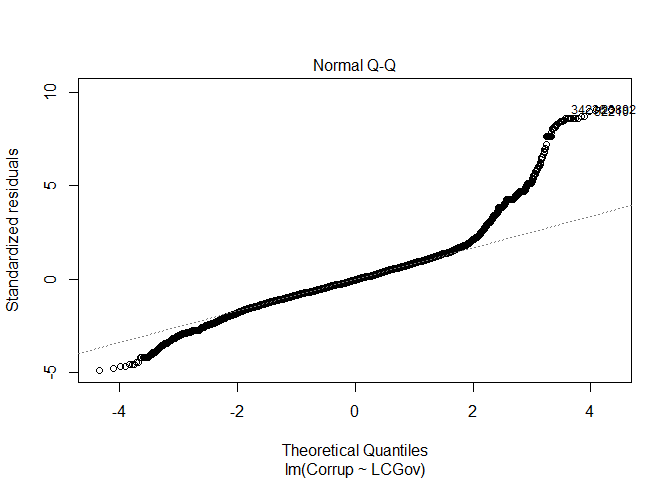 Normal Q-Q
Standardized residuals
10
5
0
-5
-4
-2
0
2
4
Theoretical Quantiles
lm(Corrup ~ LCGov)